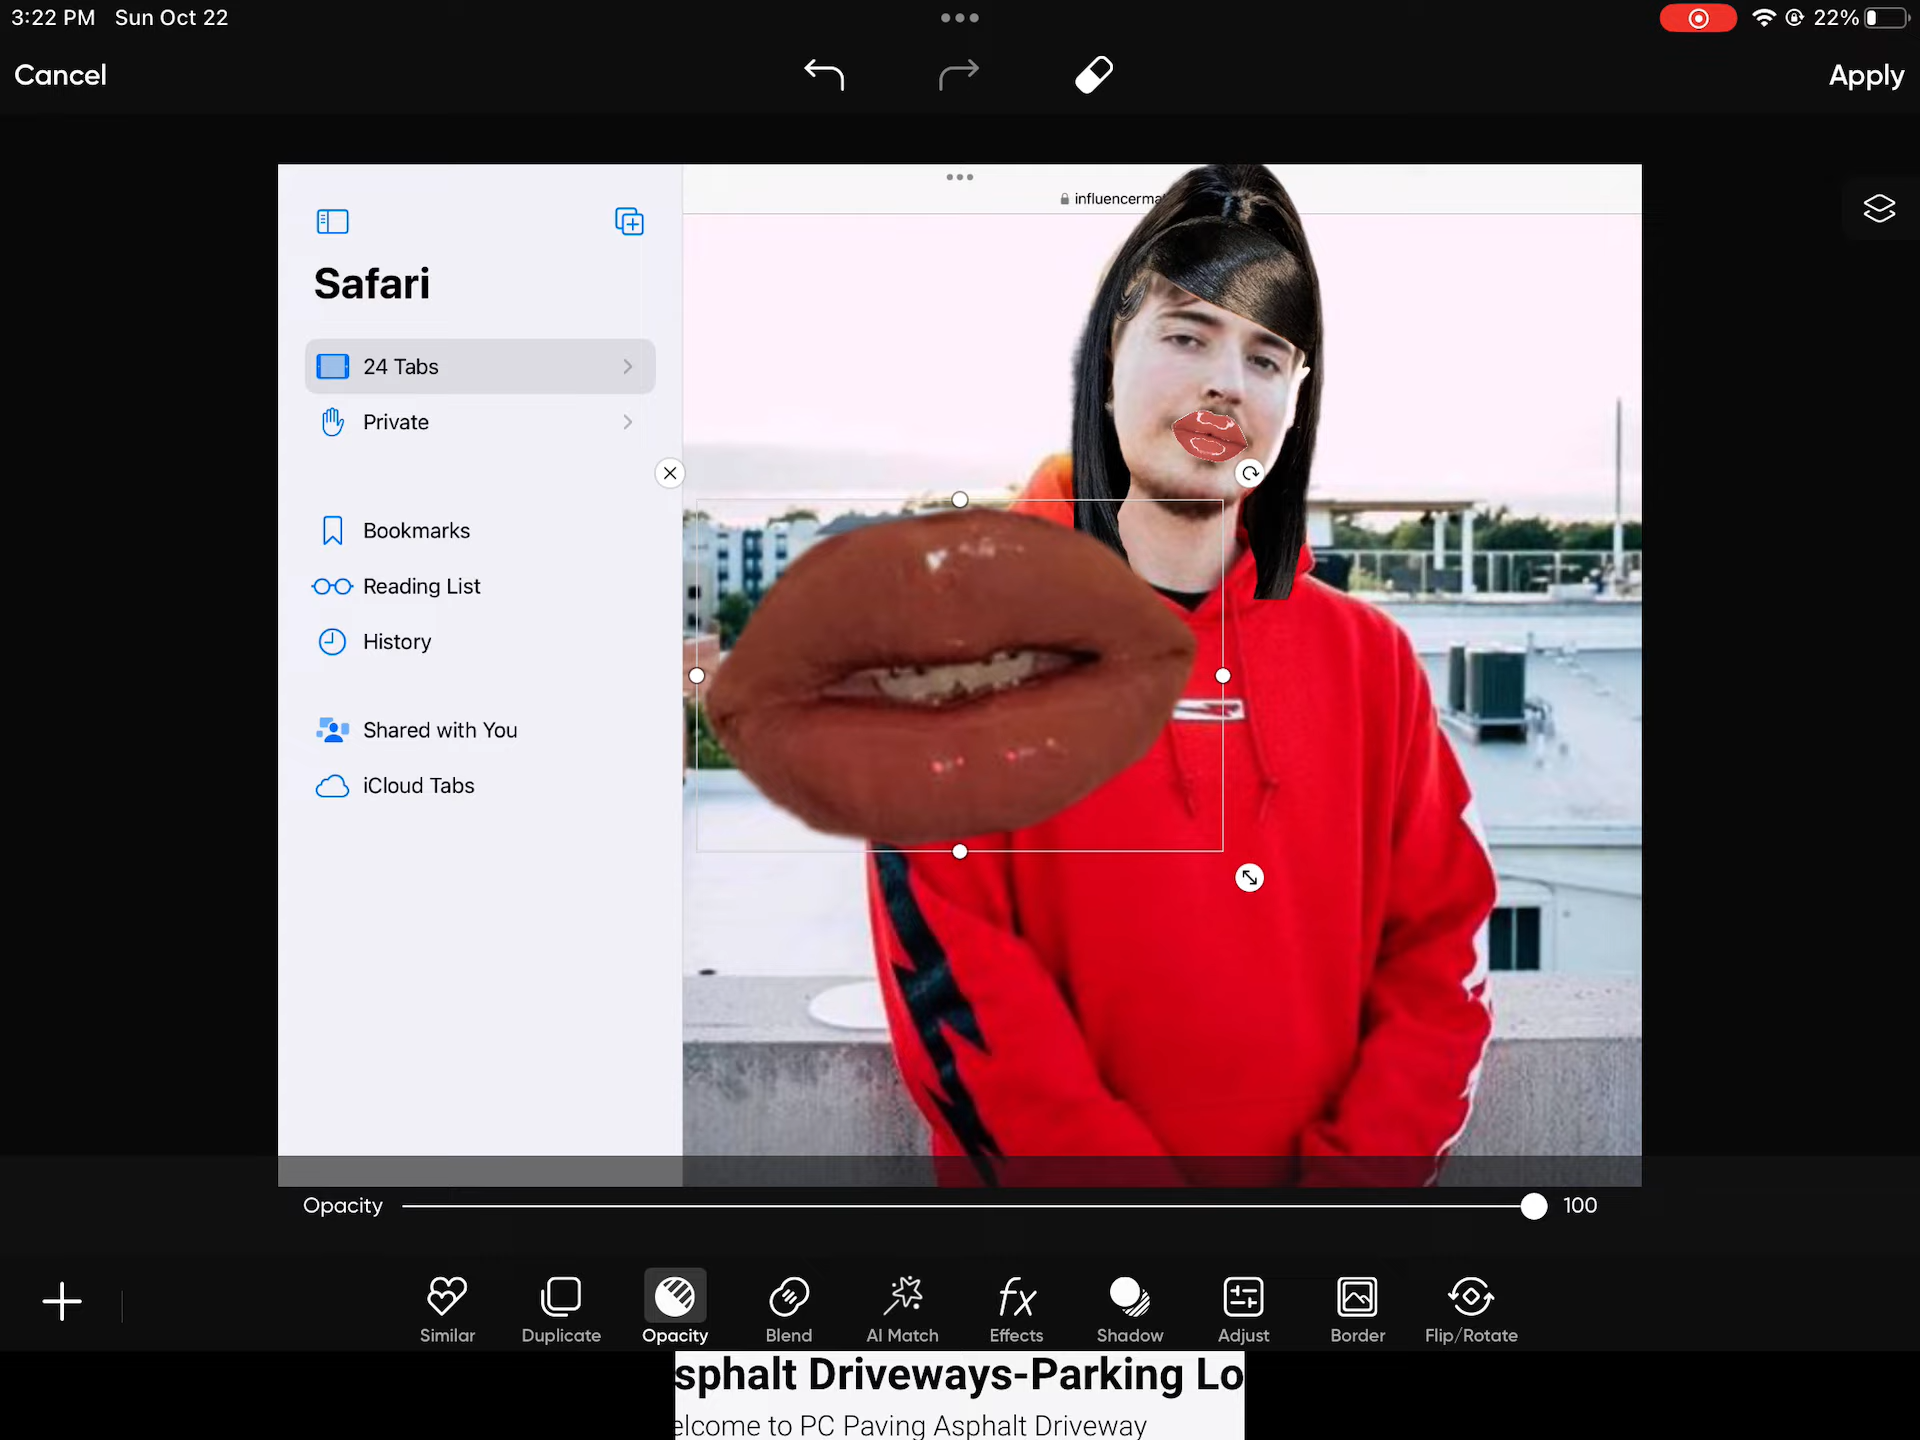 3:22 PM Sun Oct 22
22%
Cancel
Apply
influencerma
Safari
24 Tabs
Private
Bookmarks
Reading List
History
Shared with You
iCloud Tabs
Opacity
100
Similar
Duplicate
Opacity
Blend
AI Match
fx
Effects
Shadow
Adjust
Border
Flip/Rotate
sphalt Driveways-Parking Lo
elcome to PC Paving Asphalt Driveway